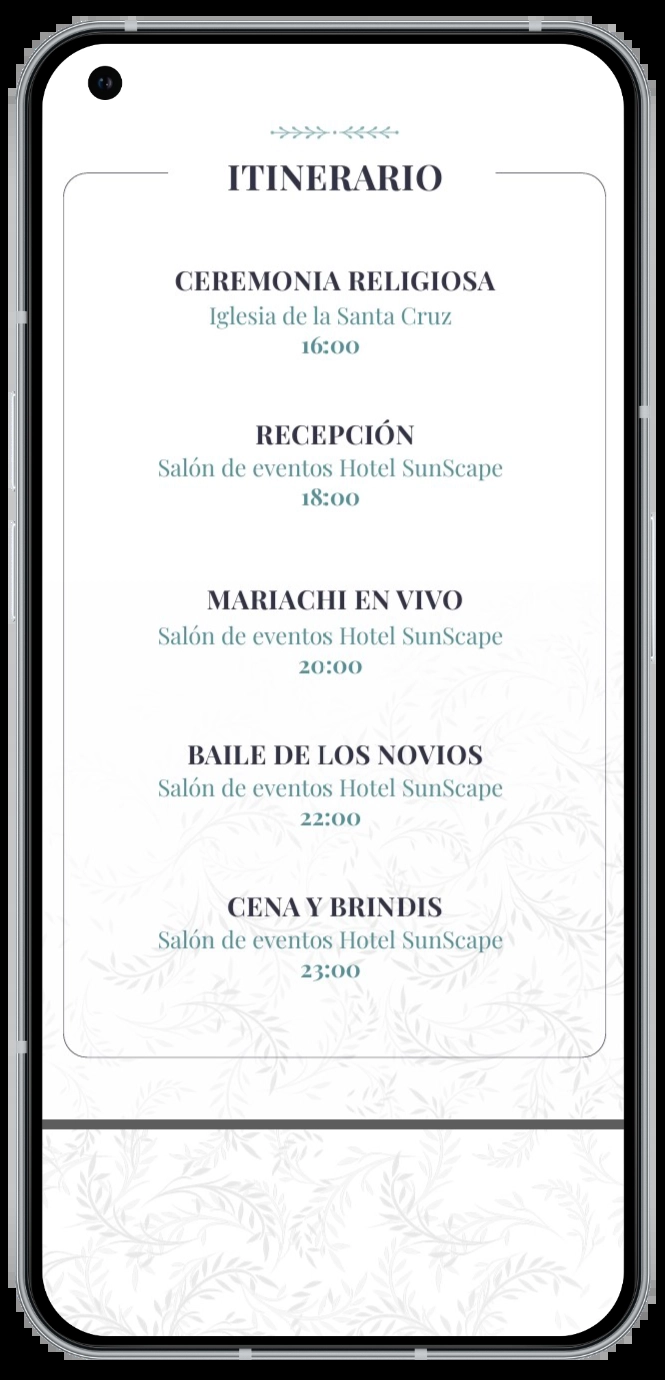 ITINERARIO
CEREMONIA RELIGIOSA
Iglesia de la Santa Cruz
16:00
RECEPCIÓN
Salón de eventos Hotel SunScape
18:00
MARIACHI EN VIVO
Salón de eventos Hotel SunScape
20:00
BAILE DE LOS NOVIOS
Salón de eventos Hotel SunScape
22:00
CENA Y BRINDIS
Salón de eventos Hotel SunScape
23:00